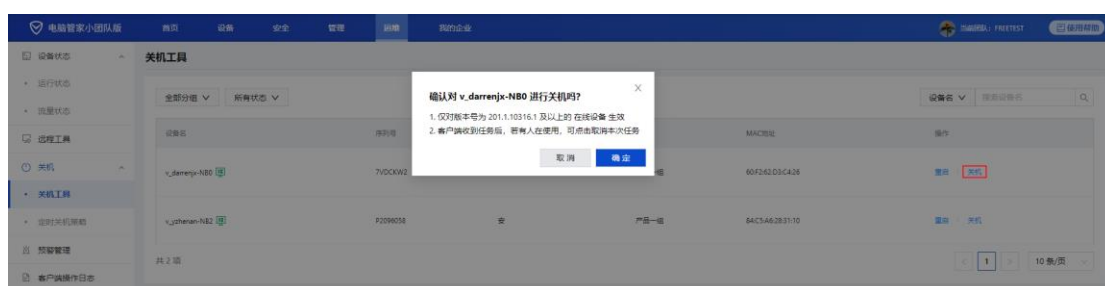 电脑管家小团队版 首页 设备 安全 管理 运维 我的企业 当前团队：FREETEST 使用帮助
设备状态
关机工具
运行状态
流量状态
远程工具
关机
关机工具
定时关机策略
预警管理
客户端操作日志
全部分组 所有状态 设备名 搜索设备名
设备名 序列号 MAC地址 操作
v_darrenjx-NB0 7VDCKW2 一组 60:F2:62:D3:C4:28 重启 关机
v_yzhenan-NB2 P2096058 安 产品一组 84:C5:A6:28:31:10 重启 关机
共 2 项 1 10 条/页
确认对 v_darrenjx-NB0 进行关机吗？
1. 仅对版本号为 201.1.10316.1 及以上的 在线设备 生效
2. 客户端收到任务后，若有人在使用，可点击取消本次任务
取消 确定